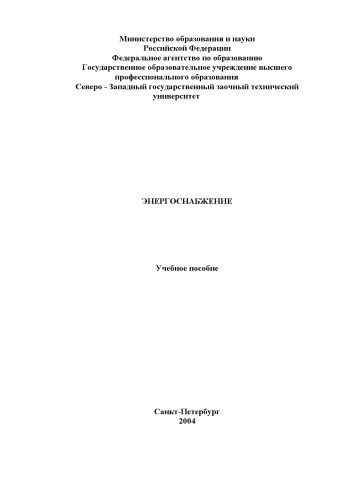 Министерство образования и науки
Российской Федерации
Федеральное агентство по образованию
Государственное образовательное учреждение высшего
профессионального образования
Северо - Западный государственный заочный технический
университет
ЭНЕРГОСНАБЖЕНИЕ
Учебное пособие
Санкт-Петербург
2004